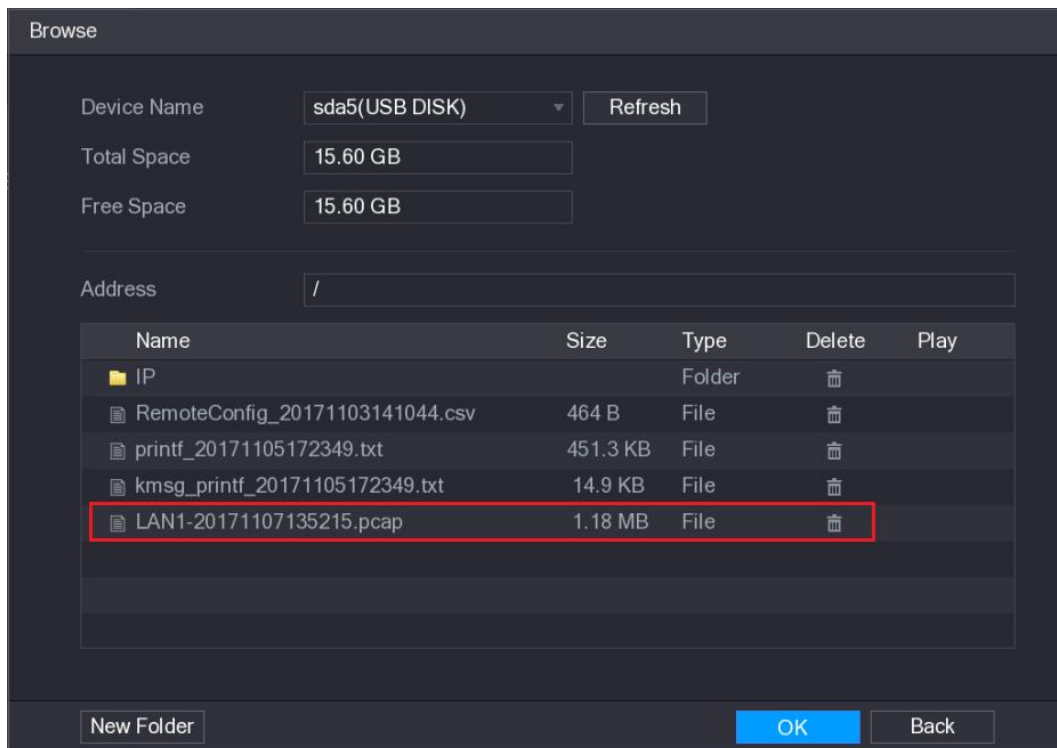 Browse
Device Name sda5(USB DISK) Refresh
Total Space 15.60 GB
Free Space 15.60 GB
Address /
Name Size Type Delete Play
IP Folder
RemoteConfig_20171103141044.csv 464 B File
printf_20171105172349.txt 451.3 KB File
kmsg_printf_20171105172349.txt 14.9 KB File
LAN1-20171107135215.pcap 1.18 MB File
New Folder OK Back